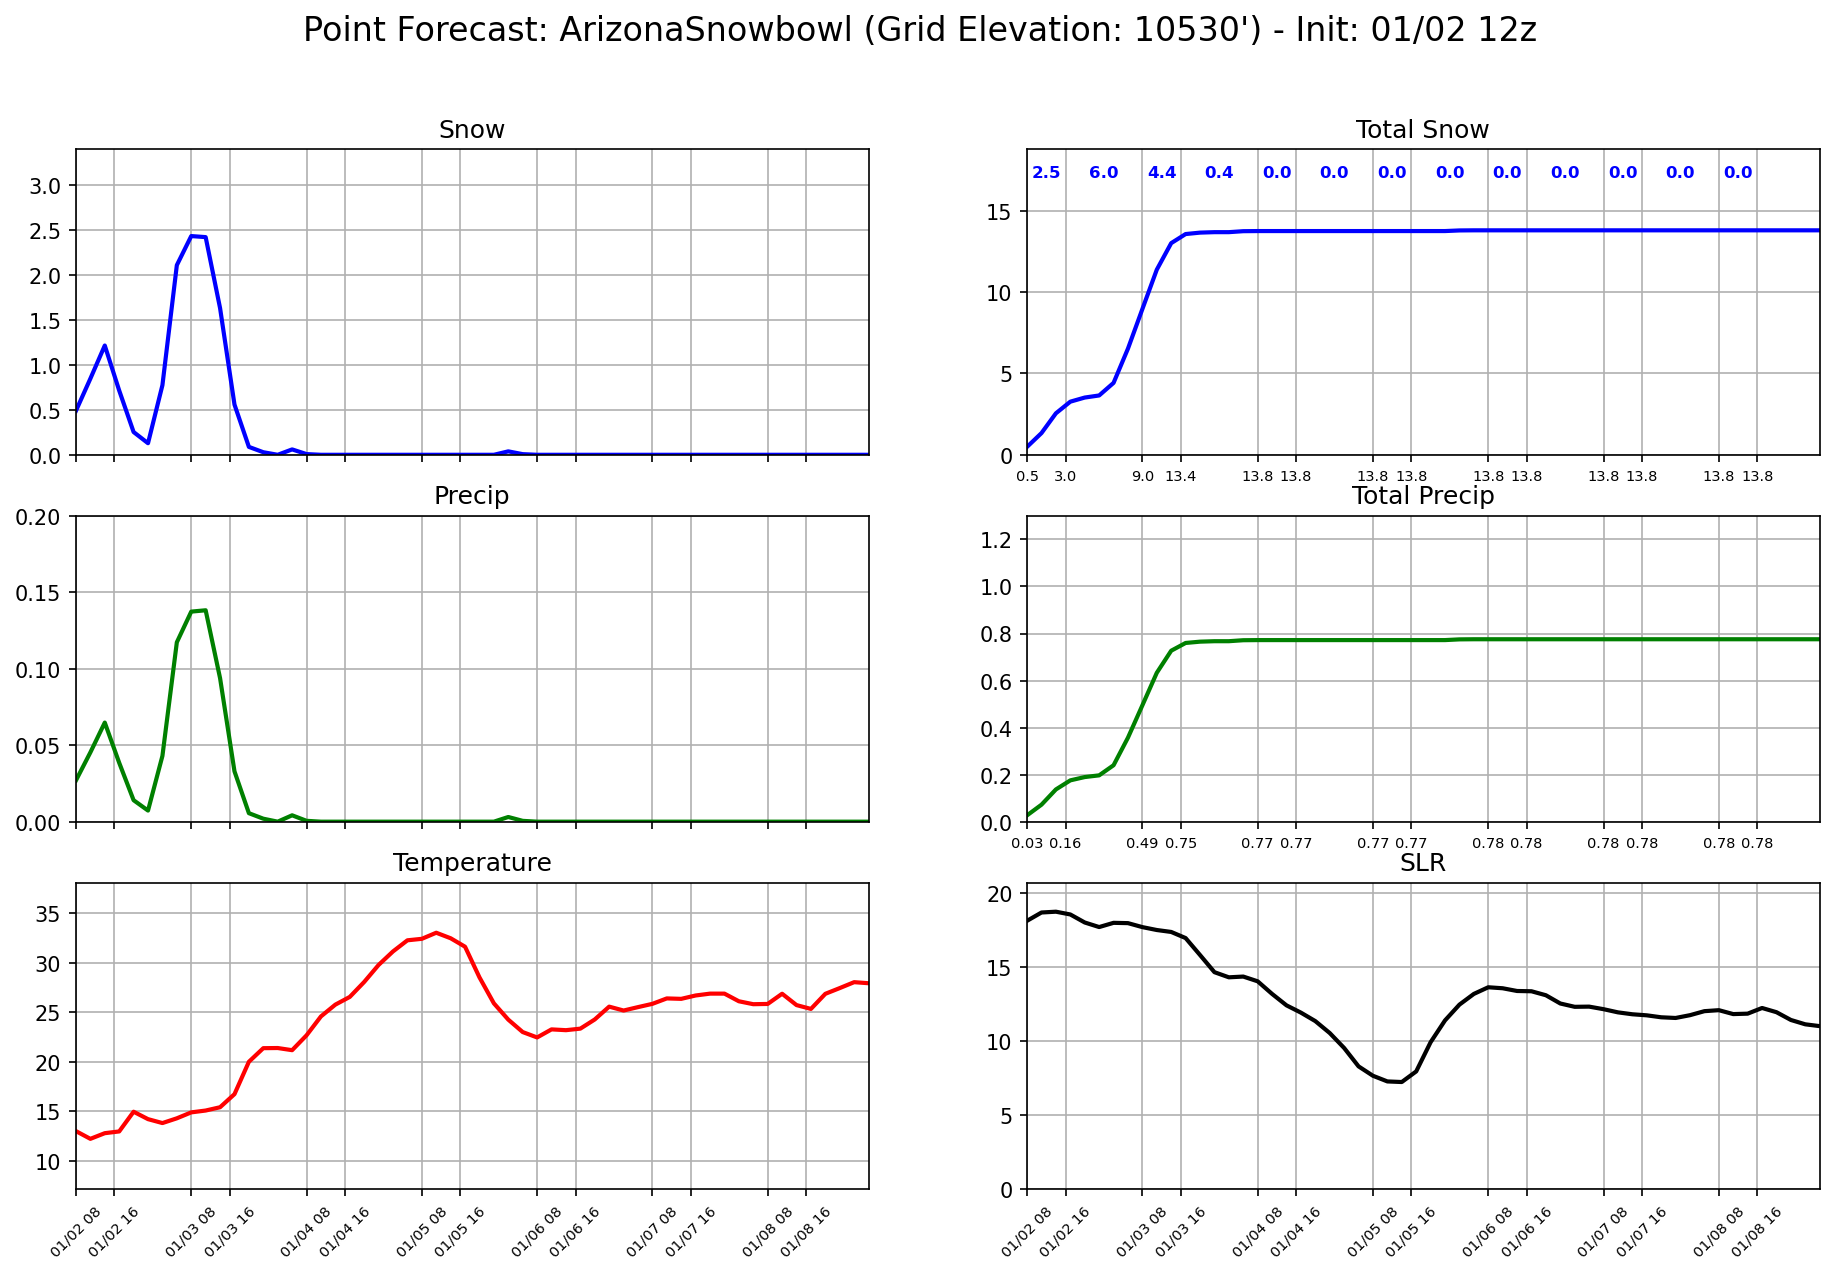 Point Forecast: ArizonaSnowbowl (Grid Elevation: 10530') - Init: 01/02 12z
Snow
3.0
2.5
2.0
1.5
1.0
0.5
0.0
Total Snow
2.5 6.0 4.4 0.4 0.0 0.0 0.0 0.0 0.0 0.0 0.0 0.0 0.0
15
10
5
0
0.5 3.0 9.0 13.4 13.8 13.8 13.8 13.8 13.8 13.8 13.8 13.8 13.8 13.8
Precip
0.20
0.15
0.10
0.05
0.00
Total Precip
1.2
1.0
0.8
0.6
0.4
0.2
0.0
0.03 0.16 0.49 0.75 0.77 0.77 0.77 0.77 0.78 0.78 0.78 0.78 0.78 0.78
Temperature
35
30
25
20
15
10
01/02 08 01/02 16 01/03 08 01/03 16 01/04 08 01/04 16 01/05 08 01/05 16 01/06 08 01/06 16 01/07 08 01/07 16 01/08 08 01/08 16
SLR
20
15
10
5
0
01/02 08 01/02 16 01/03 08 01/03 16 01/04 08 01/04 16 01/05 08 01/05 16 01/06 08 01/06 16 01/07 08 01/07 16 01/08 08 01/08 16